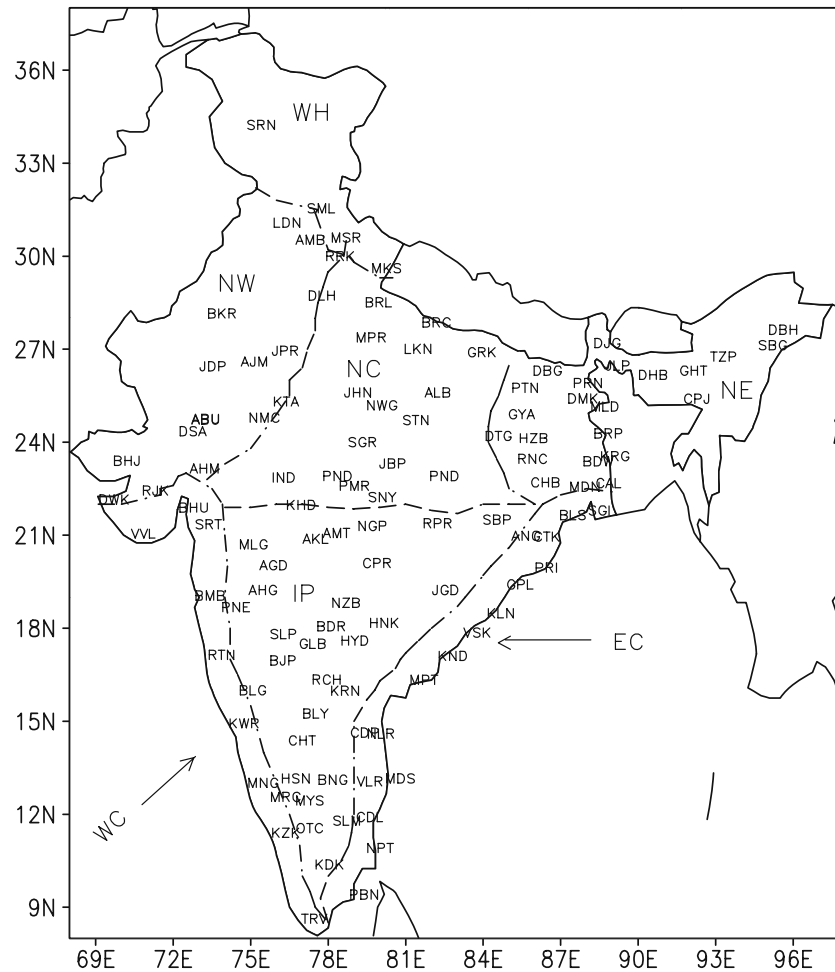 36N
WH
SRN
33N
SML
LDN
AMB MSR
30N
RRK
MKS
NW
DLH
BRL
BKR
BRC
DBH
MPR
DJG
SBG
27N
JPR
LKN
GRK
TZP
AJM
JDP
NC
DBG
JLP
GHT
DHB
PTN
PRN
NE
JHN
ALB
KTA
NWG
DMK
CPJ
MLD
ABU
NMC
STN
GYA
DSA
24N
SGR
DTG
HZB
BRP
BHJ
AHM
JBP
RNC
BDW
KRG
IND
PND
PND
CHB
PMR
MDN
CAL
DWK
RJK
SNY
BHU
KHD
SGL
BLS
SRT
NGP
RPR
SBP
21N
VVL
AMT
AKL
ANG
CTK
MLG
AGD
CPR
PRI
AHG
IP
JGD
GPL
BMB
PNE
NZB
KLN
18N
SLP
BDR
HNK
VSK
GLB
HYD
EC
RTN
BJP
KND
RCH
MPT
BLG
KRN
BLY
15N
KWR
CDP
NLR
CHT
MNG
HSN
BNG
VLR
MDS
MRC
MYS
WC
12N
KZK
OTC
SLM
CDL
NPT
KDK
PBN
9N
TRV
69E 72E 75E 78E 81E 84E 87E 90E 93E 96E